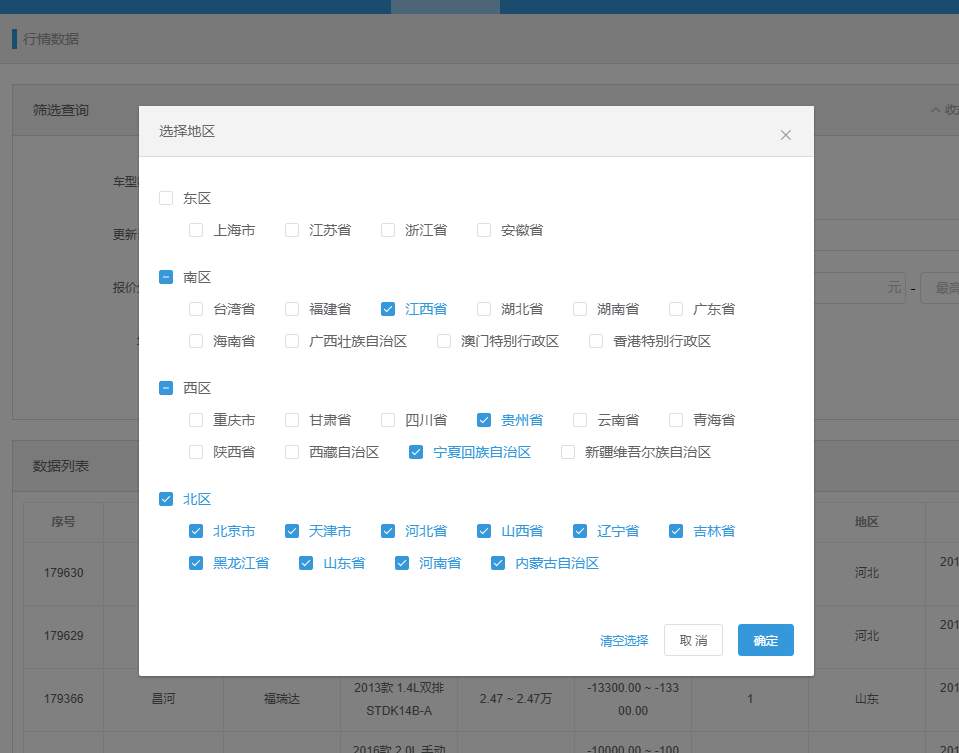 行情数据
筛选查询
收
选择地区
车型
东区
上海市 江苏省 浙江省 安徽省
更新
南区
报价 元 - 最高
台湾省 福建省 江西省 湖北省 湖南省 广东省
海南省 广西壮族自治区 澳门特别行政区 香港特别行政区
西区
重庆市 甘肃省 四川省 贵州省 云南省 青海省
陕西省 西藏自治区 宁夏回族自治区 新疆维吾尔族自治区
数据列表
北区
序号 地区
北京市 天津市 河北省 山西省 辽宁省 吉林省
黑龙江省 山东省 河南省 内蒙古自治区
179630 河北 201
179629 河北 201
清空选择 取消 确定
179366 昌河 福瑞达 2013款 1.4L双排 2.47 ~ 2.47万 -13300.00 ~ -133 1 山东 201
STDK14B-A 00.00
2016款 2.0L 手动 -10000.00 ~ -100 201